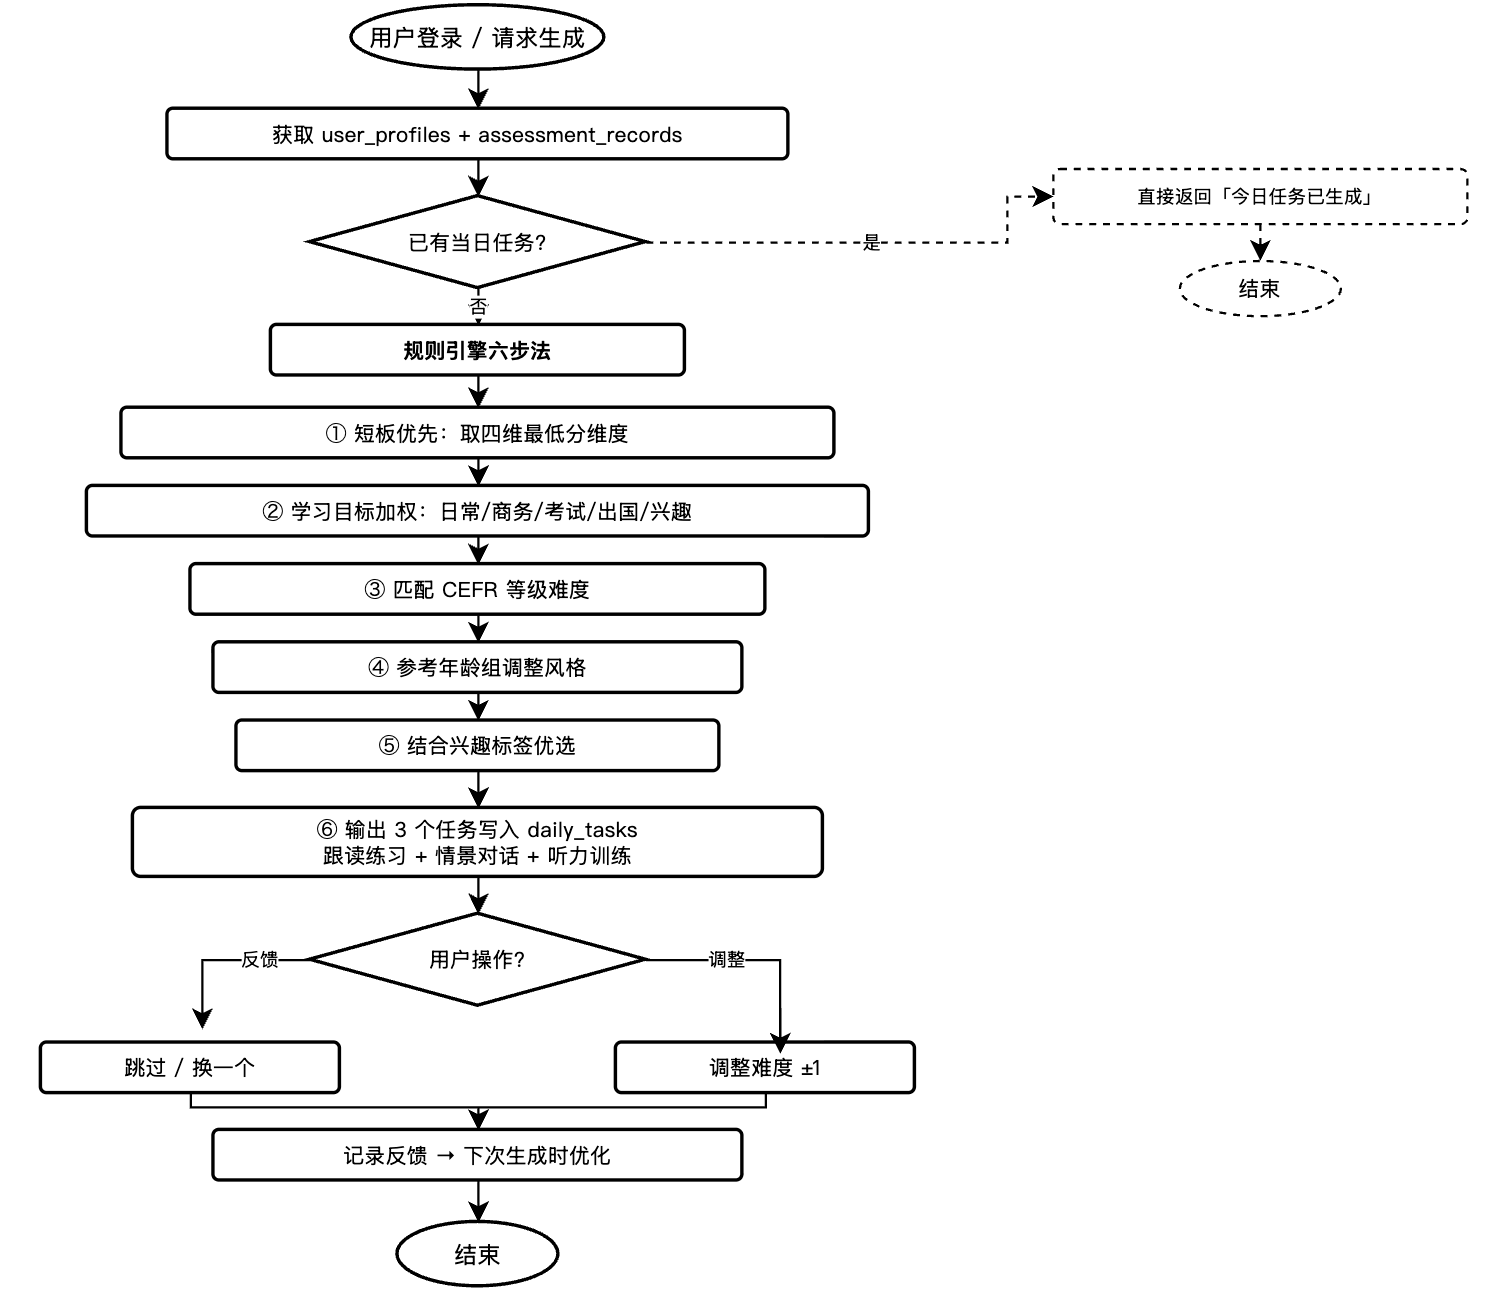 用户登录 / 请求生成
获取 user_profiles + assessment_records
已有当日任务?
是
直接返回「今日任务已生成」
结束
否
规则引擎六步法
① 短板优先：取四维最低分维度
② 学习目标加权：日常/商务/考试/出国/兴趣
③ 匹配 CEFR 等级难度
④ 参考年龄组调整风格
⑤ 结合兴趣标签优选
⑥ 输出 3 个任务写入 daily_tasks
跟读练习 + 情景对话 + 听力训练
用户操作?
反馈
调整
跳过 / 换一个
调整难度 ±1
记录反馈 → 下次生成时优化
结束